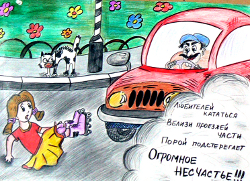 Любителей
кататься
Вблизи проезжей
части
Порой подстерегает
Огромное
несчастье!!!